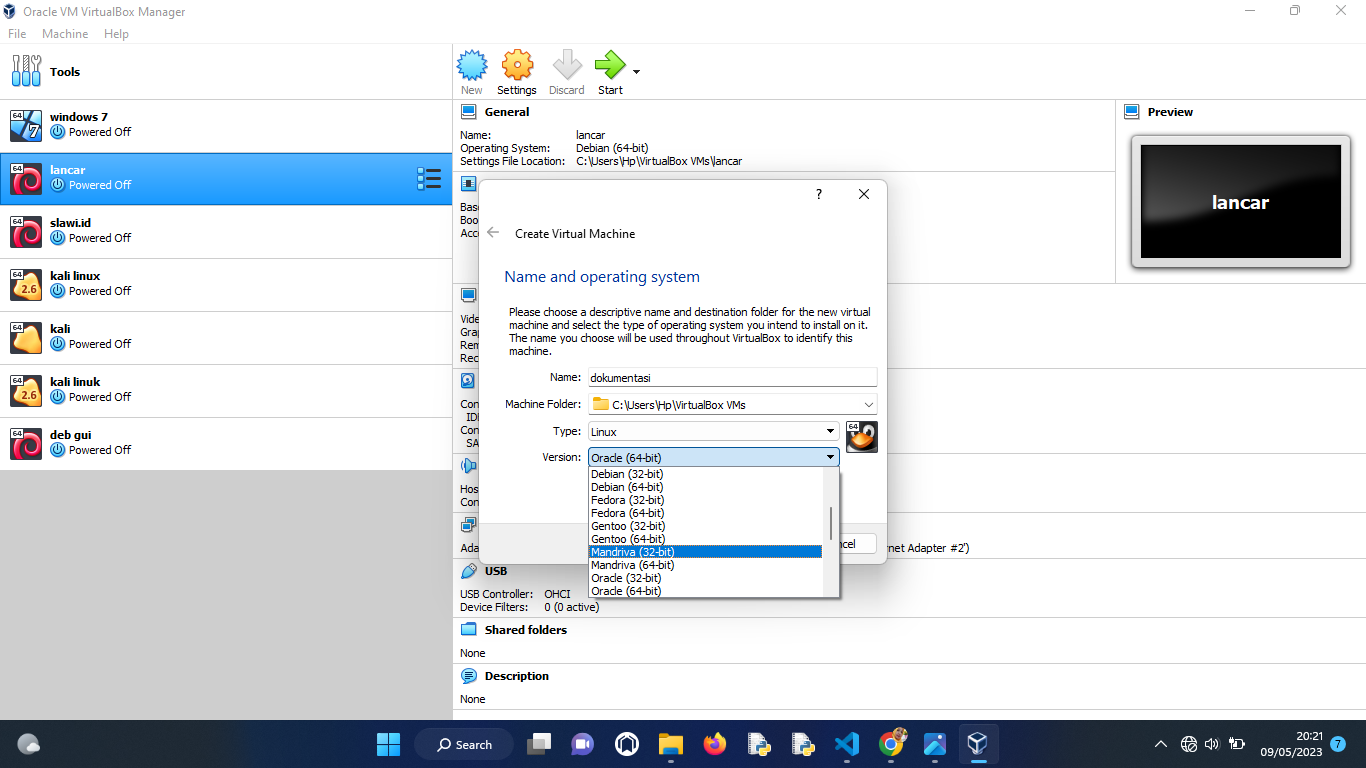 Oracle VM VirtualBox Manager
File Machine Help
Tools
New Settings Discard Start
64 7
windows 7
Powered Off
64
lancar
Powered Off
64
slawi.id
Powered Off
64 2.6
kali linux
Powered Off
64
kali
Powered Off
64 2.6
kali linuk
Powered Off
64
deb gui
Powered Off
General
Name: lancar
Operating System: Debian (64-bit)
Settings File Location: C:\Users\Hp\VirtualBox VMs\lancar
Preview
lancar
Base
Boo
Acc
Vide
Grap
Rem
Rec
Con
IDE
Con
SA
Hos
Con
Ada
net Adapter #2')
USB
USB Controller: OHCI
Device Filters: 0 (0 active)
Shared folders
None
Description
None
?
Create Virtual Machine
Name and operating system
Please choose a descriptive name and destination folder for the new virtual
machine and select the type of operating system you intend to install on it.
The name you choose will be used throughout VirtualBox to identify this
machine.
Name: dokumentasi
Machine Folder: C:\Users\Hp\VirtualBox VMs
Type: Linux
64
Version: Oracle (64-bit)
Debian (32-bit)
Debian (64-bit)
Fedora (32-bit)
Fedora (64-bit)
Gentoo (32-bit)
Gentoo (64-bit)
Mandriva (32-bit)
Mandriva (64-bit)
Oracle (32-bit)
Oracle (64-bit)
cel
Search
20:21
09/05/2023
7